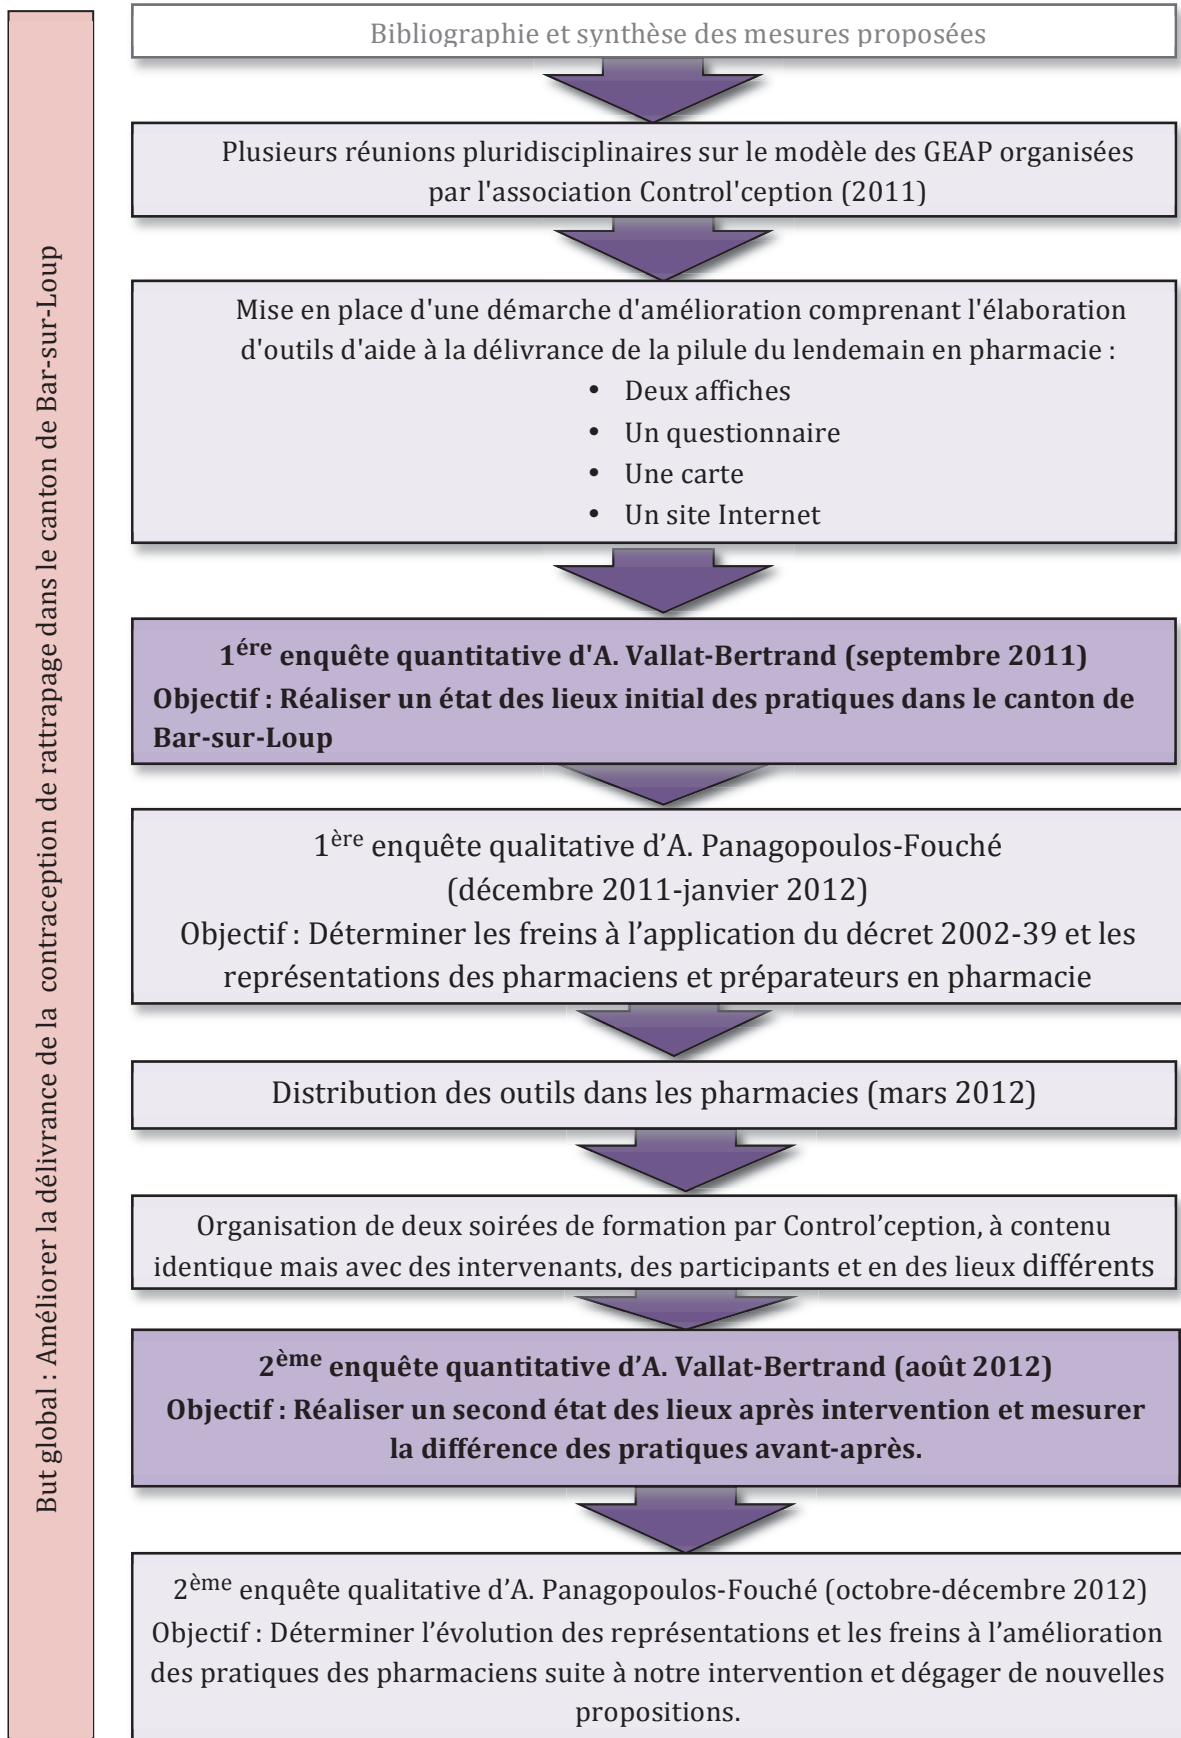 But global : Améliorer la délivrance de la contraception de rattrapage dans le canton de Bar-sur-Loup
Bibliographie et synthèse des mesures proposées
Plusieurs réunions pluridisciplinaires sur le modèle des GEAP organisées
par l'association Control'ception (2011)
Mise en place d'une démarche d'amélioration comprenant l'élaboration
d'outils d'aide à la délivrance de la pilule du lendemain en pharmacie :
• Deux affiches
• Un questionnaire
• Une carte
• Un site Internet
1ére enquête quantitative d'A. Vallat-Bertrand (septembre 2011)
Objectif : Réaliser un état des lieux initial des pratiques dans le canton de
Bar-sur-Loup
1ère enquête qualitative d’A. Panagopoulos-Fouché
(décembre 2011-janvier 2012)
Objectif : Déterminer les freins à l’application du décret 2002-39 et les
représentations des pharmaciens et préparateurs en pharmacie
Distribution des outils dans les pharmacies (mars 2012)
Organisation de deux soirées de formation par Control’ception, à contenu
identique mais avec des intervenants, des participants et en des lieux différents
2ème enquête quantitative d’A. Vallat-Bertrand (août 2012)
Objectif : Réaliser un second état des lieux après intervention et mesurer
la différence des pratiques avant-après.
2ème enquête qualitative d’A. Panagopoulos-Fouché (octobre-décembre 2012)
Objectif : Déterminer l’évolution des représentations et les freins à l’amélioration
des pratiques des pharmaciens suite à notre intervention et dégager de nouvelles
propositions.